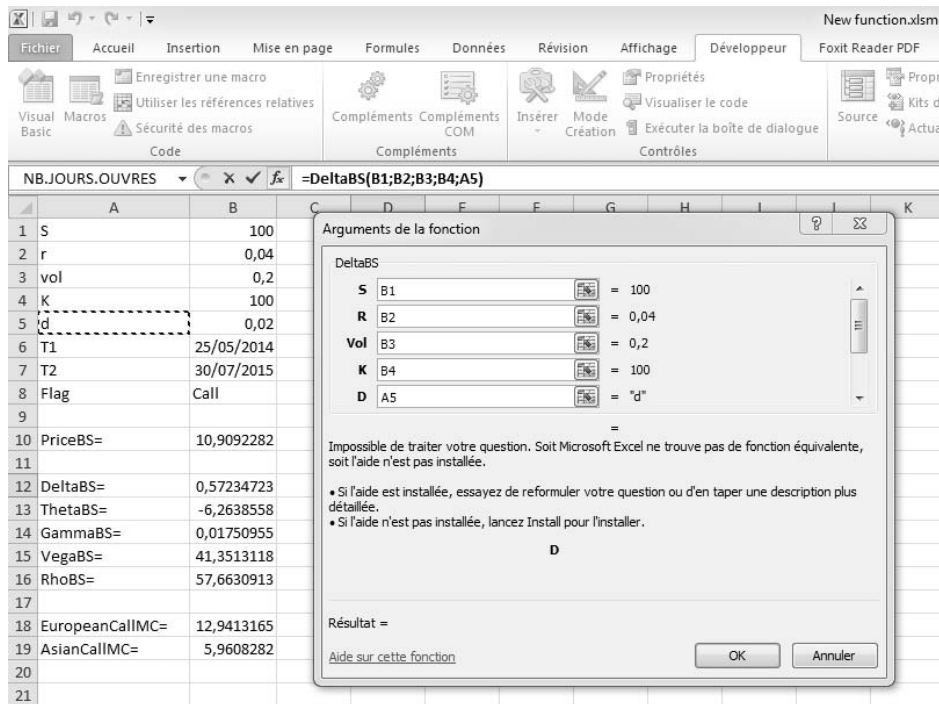 New function.xlsm
Fichier Accueil Insertion Mise en page Formules Données Révision Affichage Développeur Foxit Reader PDF
Visual Basic
Macros
Enregistrer une macro
Utiliser les références relatives
Sécurité des macros
Code
Compléments
Compléments COM
Compléments
Insérer
Mode Création
Propriétés
Visualiser le code
Exécuter la boîte de dialogue
Contrôles
Source
Propr
Kits d
Actua
NB.JOURS.OUVRES fx =DeltaBS(B1;B2;B3;B4;A5)
A B C D E F G H I J K
1 S 100
2 r 0,04
3 vol 0,2
4 K 100
5 d 0,02
6 T1 25/05/2014
7 T2 30/07/2015
8 Flag Call
9
10 PriceBS= 10,9092282
11
12 DeltaBS= 0,57234723
13 ThetaBS= -6,2638558
14 GammaBS= 0,01750955
15 VegaBS= 41,3513118
16 RhoBS= 57,6630913
17
18 EuropeanCallMC= 12,9413165
19 AsianCallMC= 5,9608282
20
21
Arguments de la fonction
DeltaBS
S B1 = 100
R B2 = 0,04
Vol B3 = 0,2
K B4 = 100
D A5 = "d"
=
Impossible de traiter votre question. Soit Microsoft Excel ne trouve pas de fonction équivalente,
soit l'aide n'est pas installée.
• Si l'aide est installée, essayez de reformuler votre question ou d'en taper une description plus
détaillée.
• Si l'aide n'est pas installée, lancez Install pour l'installer.
D
Résultat =
Aide sur cette fonction
OK
Annuler